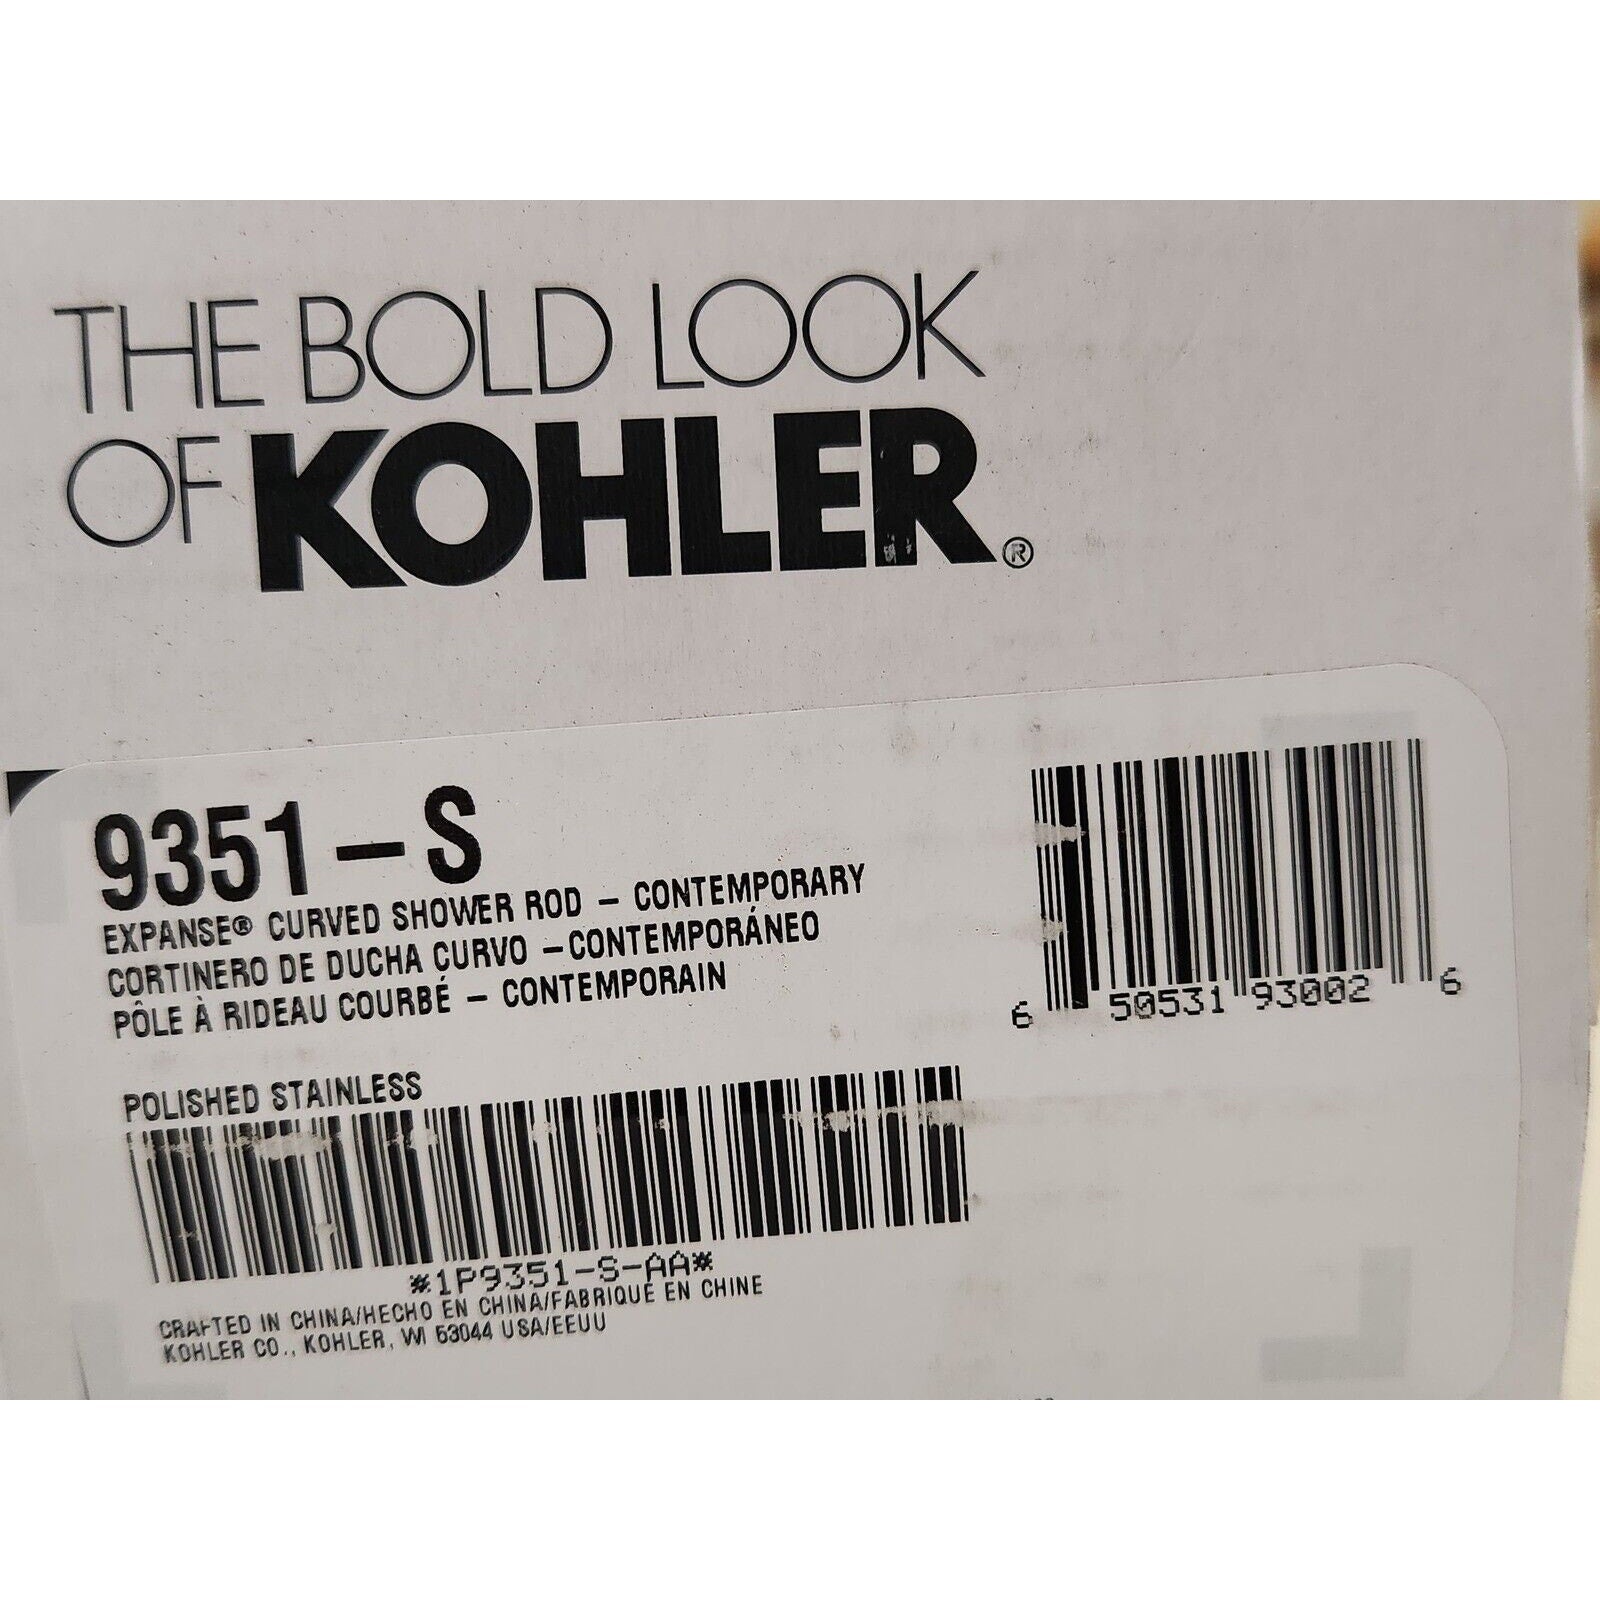 THE BOLD LOOK
OF KOHLER®
9351-S
EXPANSE® CURVED SHOWER ROD - CONTEMPORARY
CORTINERO DE DUCHA CURVO -CONTEMPORÁNEO
PÔLE À RIDEAU COURBÉ - CONTEMPORAIN
6 50531 93002 6
POLISHED STAINLESS
*1P9351-S-AA*
CRAFTED IN CHINA/HECHO EN CHINA/FABRIQUÉ EN CHINE
KOHLER CO., KOHLER, WI 53044 USA/EEUU